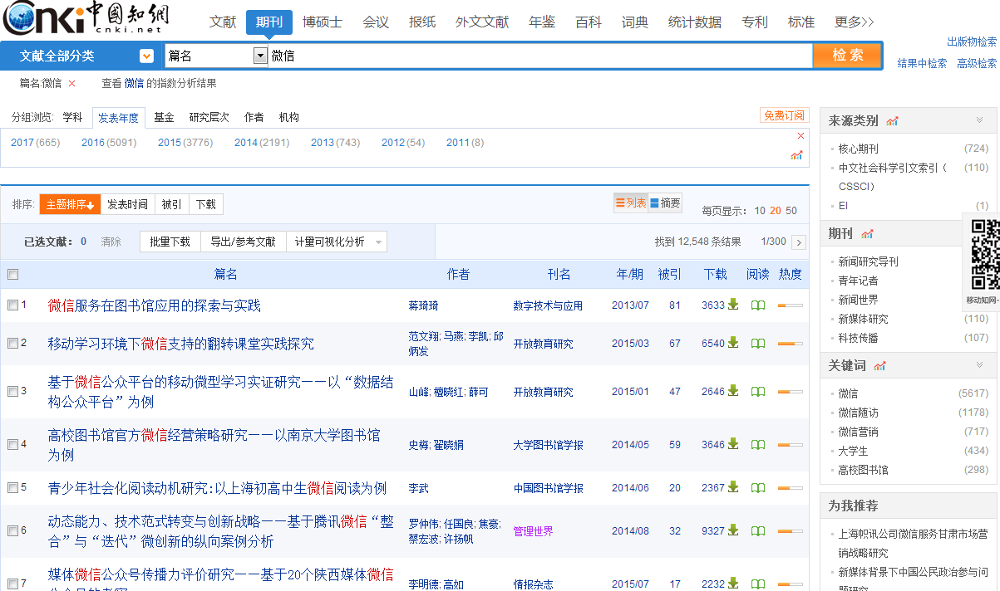 Cnki中国知网
cnki.net
文献 期刊 博硕士 会议 报纸 外文文献 年鉴 百科 词典 统计数据 专利 标准 更多>>
出版物检索
文献全部分类 篇名 微信 检索
结果中检索 高级检索
篇名:微信 × 查看 微信 的指数分析结果
分组浏览: 学科 发表年度 基金 研究层次 作者 机构 免费订阅
2017(665) 2016(5091) 2015(3776) 2014(2191) 2013(743) 2012(54) 2011(8)
排序: 主题排序↓ 发表时间 被引 下载 列表 摘要 每页显示: 10 20 50
已选文献: 0 清除 批量下载 导出/参考文献 计量可视化分析 找到 12,548 条结果 1/300 >
篇名 作者 刊名 年/期 被引 下载 阅读 热度
1 微信服务在图书馆应用的探索与实践 蒋琦琦 数字技术与应用 2013/07 81 3633
2 移动学习环境下微信支持的翻转课堂实践探究 范文翔; 马燕; 李凯; 邱炳发 开放教育研究 2015/03 67 6540
3 基于微信公众平台的移动微型学习实证研究——以“数据结
构公众平台”为例 山峰; 檀晓红; 薛可 开放教育研究 2015/01 47 2646
4 高校图书馆官方微信经营策略研究——以南京大学图书馆
为例 史梅; 翟晓娟 大学图书馆学报 2014/05 59 3646
5 青少年社会化阅读动机研究:以上海初高中生微信阅读为例 李武 中国图书馆学报 2014/06 20 2367
6 动态能力、技术范式转变与创新战略——基于腾讯微信“整
合”与“迭代”微创新的纵向案例分析 罗仲伟; 任国良; 焦豪; 蔡宏波; 许扬帆 管理世界 2014/08 32 9327
7 媒体微信公众号传播力评价研究——基于20个陕西媒体微信
李明德; 高如 情报杂志 2015/07 17 2232
来源类别
核心期刊 (724)
中文社会科学引文索引（ (110)
CSSCI）
EI (1)
期刊
新闻研究导刊
青年记者
新闻世界
移动知网-
新媒体研究 (110)
科技传播 (107)
关键词
微信 (5617)
微信随访 (1178)
微信营销 (717)
大学生 (434)
高校图书馆 (298)
为我推荐
上海帜讯公司微信服务甘肃市场营
销战略研究
新媒体背景下中国公民政治参与问
题研究